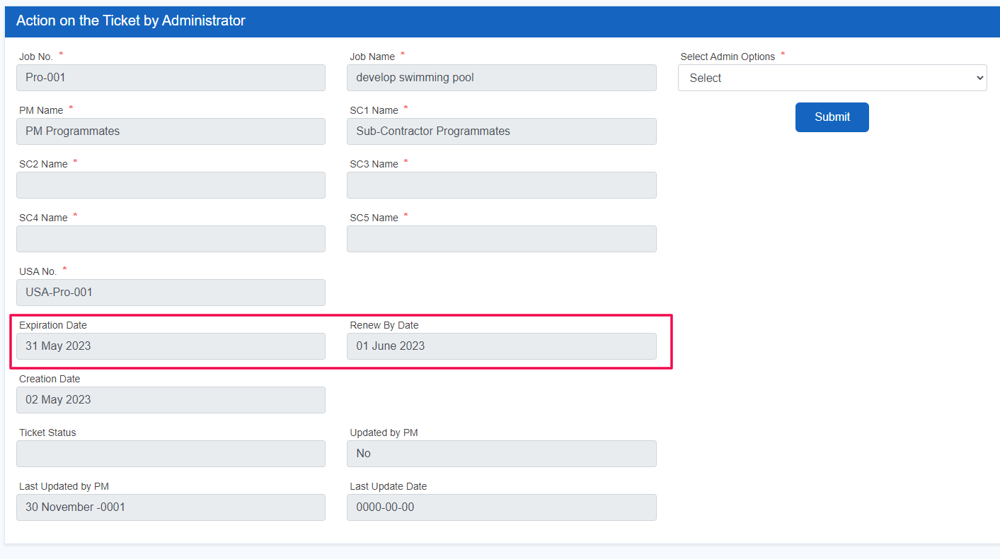 Action on the Ticket by Administrator
Job No. *
Job Name *
Select Admin Options *
Pro-001
develop swimming pool
Select
PM Name *
SC1 Name *
Submit
PM Programmates
Sub-Contractor Programmates
SC2 Name *
SC3 Name *
SC4 Name *
SC5 Name *
USA No. *
USA-Pro-001
Expiration Date
Renew By Date
31 May 2023
01 June 2023
Creation Date
02 May 2023
Ticket Status
Updated by PM
No
Last Updated by PM
Last Update Date
30 November -0001
0000-00-00